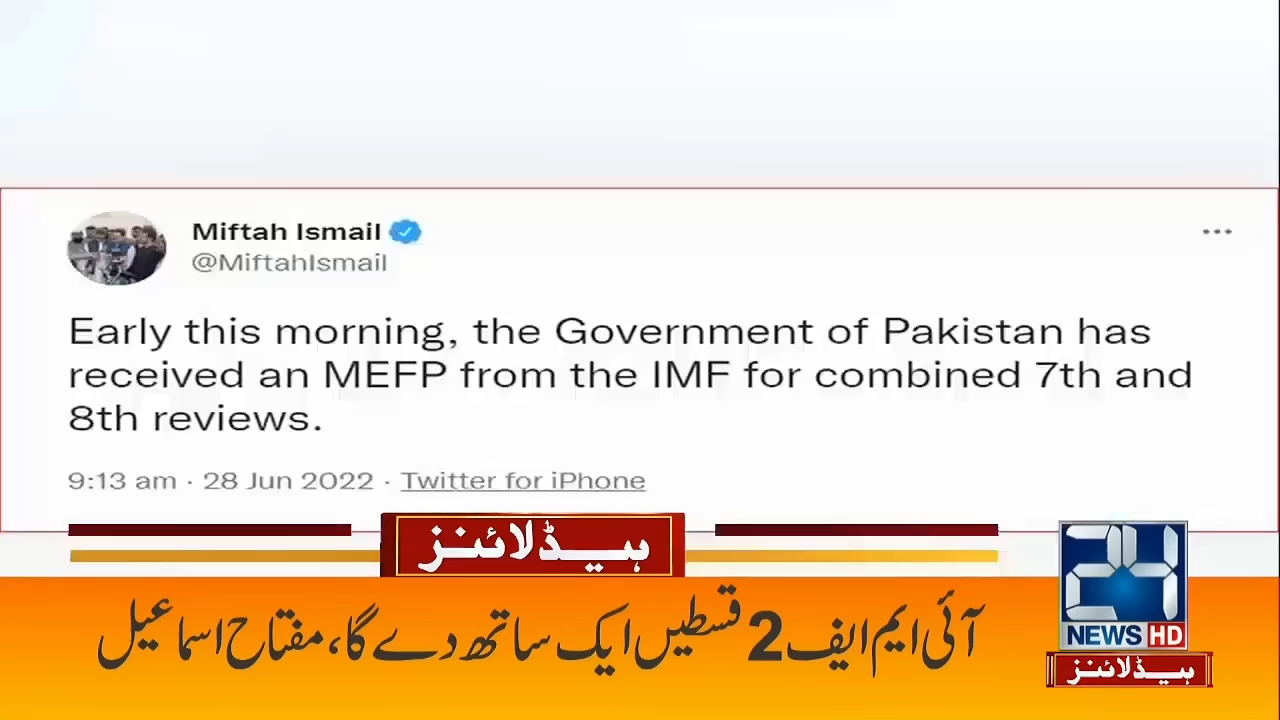 Miftah Ismail
@MiftahIsmail
Early this morning, the Government of Pakistan has
received an MEFP from the IMF for combined 7th and
8th reviews.
9:13 am · 28 Jun 2022 · Twitter for iPhone
ہیڈلائنز
آئی ایم ایف 2 قسطیں ایک ساتھ دے گا، مفتاح اسماعیل
24
NEWS HD
ہیڈلائنز